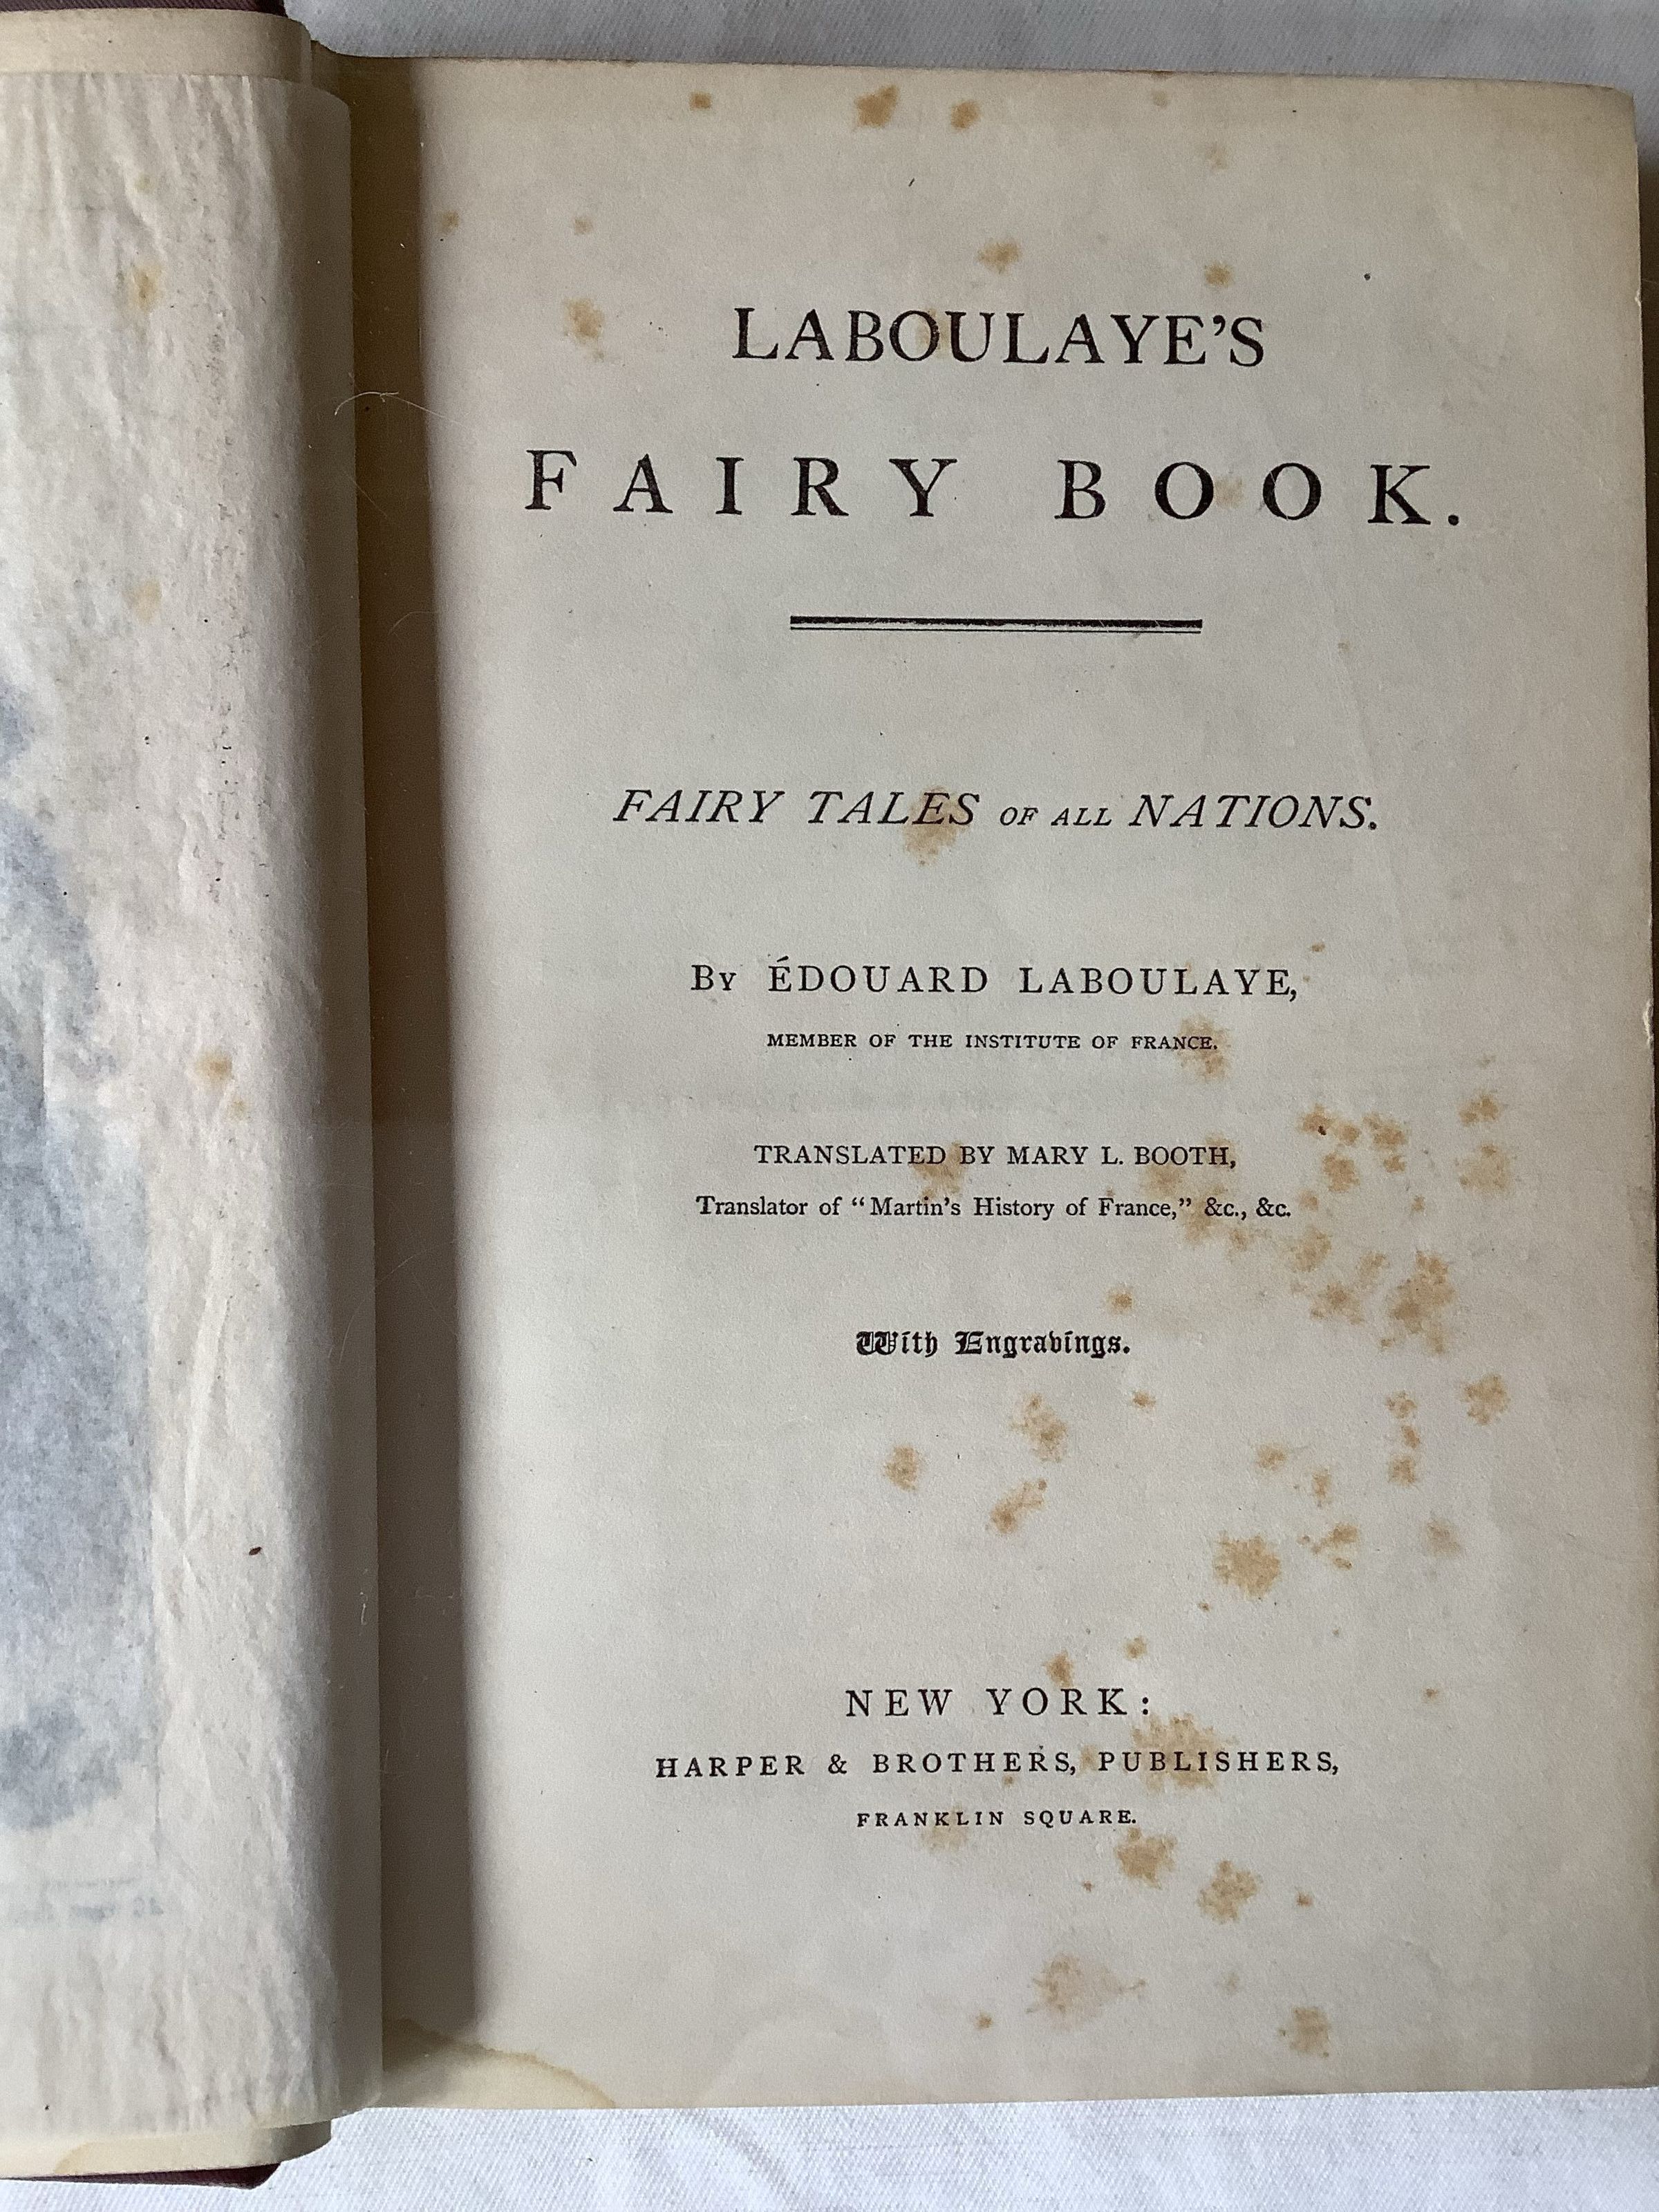 LABOULAYE'S
FAIRY BOOK.
FAIRY TALES OF ALL NATIONS.
By ÉDOUARD LABOULAYE,
MEMBER OF THE INSTITUTE OF FRANCE.
TRANSLATED BY MARY L. BOOTH,
Translator of "Martin's History of France," &c., &c.
With Engravings.
NEW YORK:
HARPER & BROTHERS, PUBLISHERS,
FRANKLIN SQUARE.